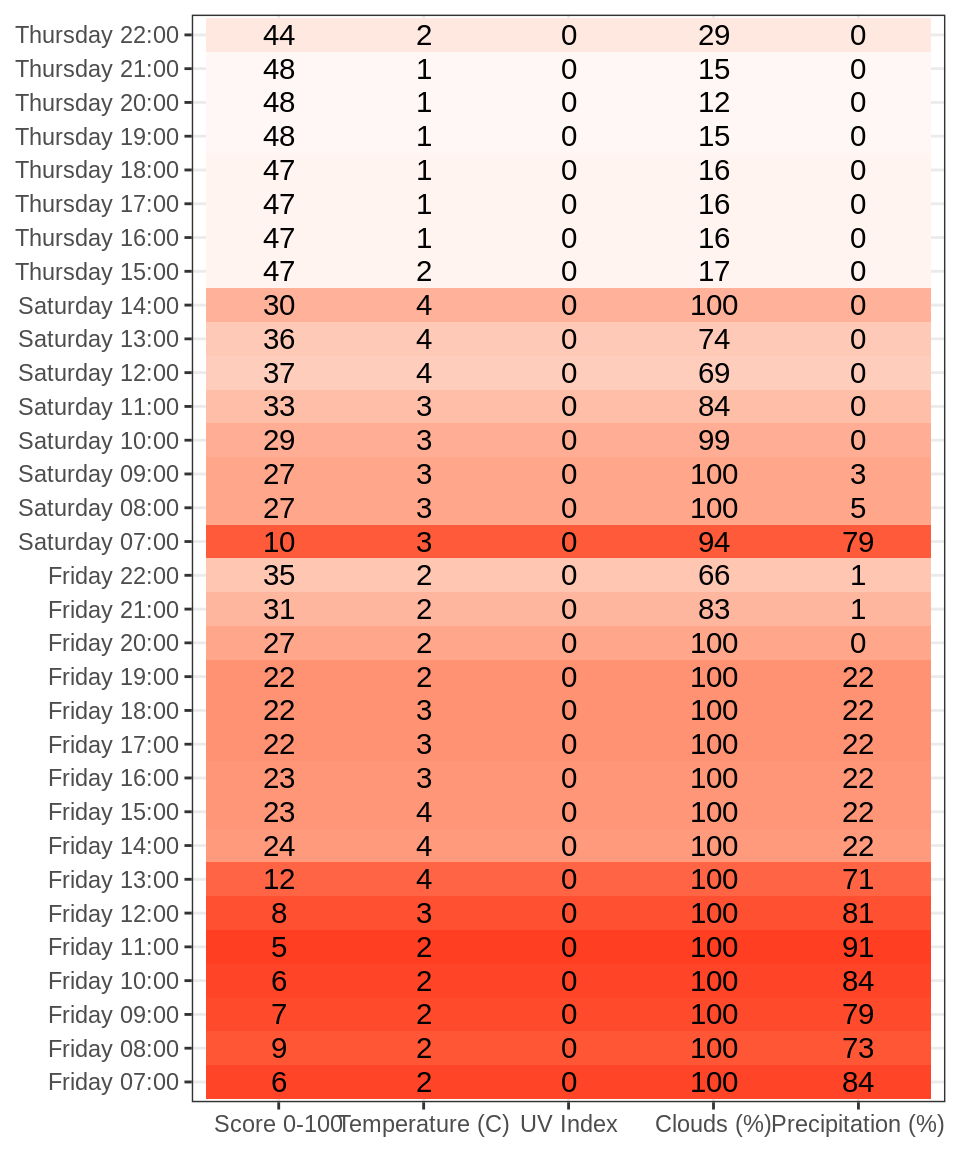 Thursday 22:00 44 2 0 29 0
Thursday 21:00 48 1 0 15 0
Thursday 20:00 48 1 0 12 0
Thursday 19:00 48 1 0 15 0
Thursday 18:00 47 1 0 16 0
Thursday 17:00 47 1 0 16 0
Thursday 16:00 47 1 0 16 0
Thursday 15:00 47 2 0 17 0
Saturday 14:00 30 4 0 100 0
Saturday 13:00 36 4 0 74 0
Saturday 12:00 37 4 0 69 0
Saturday 11:00 33 3 0 84 0
Saturday 10:00 29 3 0 99 0
Saturday 09:00 27 3 0 100 3
Saturday 08:00 27 3 0 100 5
Saturday 07:00 10 3 0 94 79
Friday 22:00 35 2 0 66 1
Friday 21:00 31 2 0 83 1
Friday 20:00 27 2 0 100 0
Friday 19:00 22 2 0 100 22
Friday 18:00 22 3 0 100 22
Friday 17:00 22 3 0 100 22
Friday 16:00 23 3 0 100 22
Friday 15:00 23 4 0 100 22
Friday 14:00 24 4 0 100 22
Friday 13:00 12 4 0 100 71
Friday 12:00 8 3 0 100 81
Friday 11:00 5 2 0 100 91
Friday 10:00 6 2 0 100 84
Friday 09:00 7 2 0 100 79
Friday 08:00 9 2 0 100 73
Friday 07:00 6 2 0 100 84
Score 0-100 Temperature (C) UV Index Clouds (%) Precipitation (%)